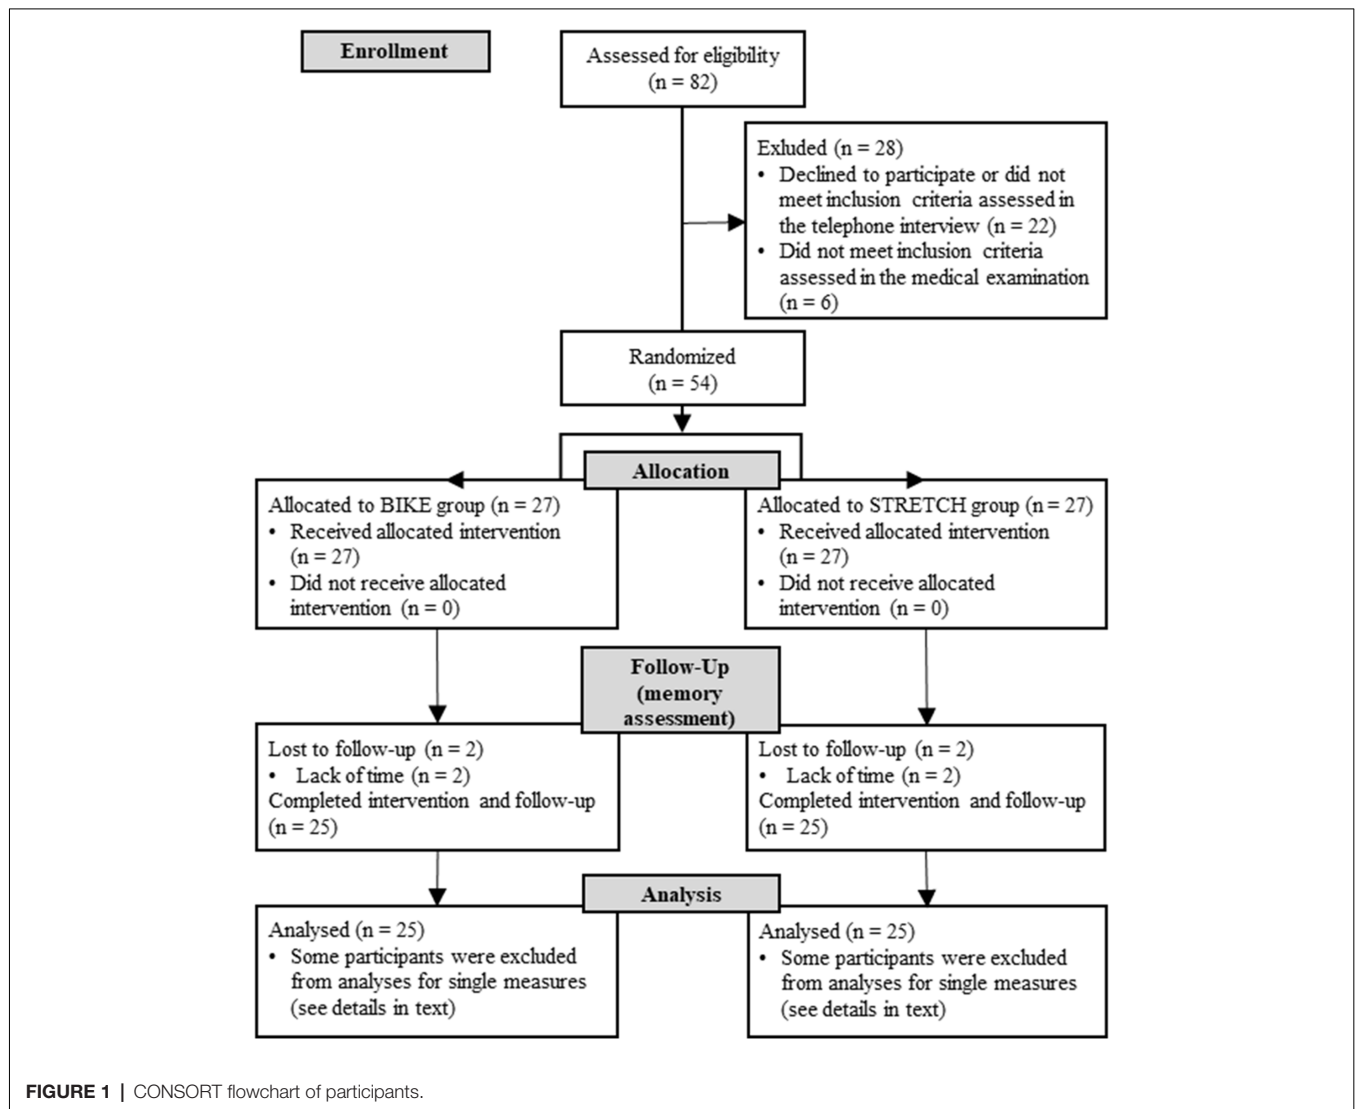 Enrollment
Assessed for eligibility
(n = 82)
Exluded (n = 28)
• Declined to participate or did not
meet inclusion criteria assessed in
the telephone interview (n = 22)
• Did not meet inclusion criteria
assessed in the medical examination
(n = 6)
Randomized
(n = 54)
Allocation
Allocated to BIKE group (n = 27)
• Received allocated intervention
(n = 27)
• Did not receive allocated
intervention (n = 0)
Allocated to STRETCH group (n = 27)
• Received allocated intervention
(n = 27)
• Did not receive allocated
intervention (n = 0)
Follow-Up
(memory
assessment)
Lost to follow-up (n = 2)
• Lack of time (n = 2)
Completed intervention and follow-up
(n = 25)
Lost to follow-up (n = 2)
• Lack of time (n = 2)
Completed intervention and follow-up
(n = 25)
Analysis
Analysed (n = 25)
• Some participants were excluded
from analyses for single measures
(see details in text)
Analysed (n = 25)
• Some participants were excluded
from analyses for single measures
(see details in text)
FIGURE 1 | CONSORT flowchart of participants.